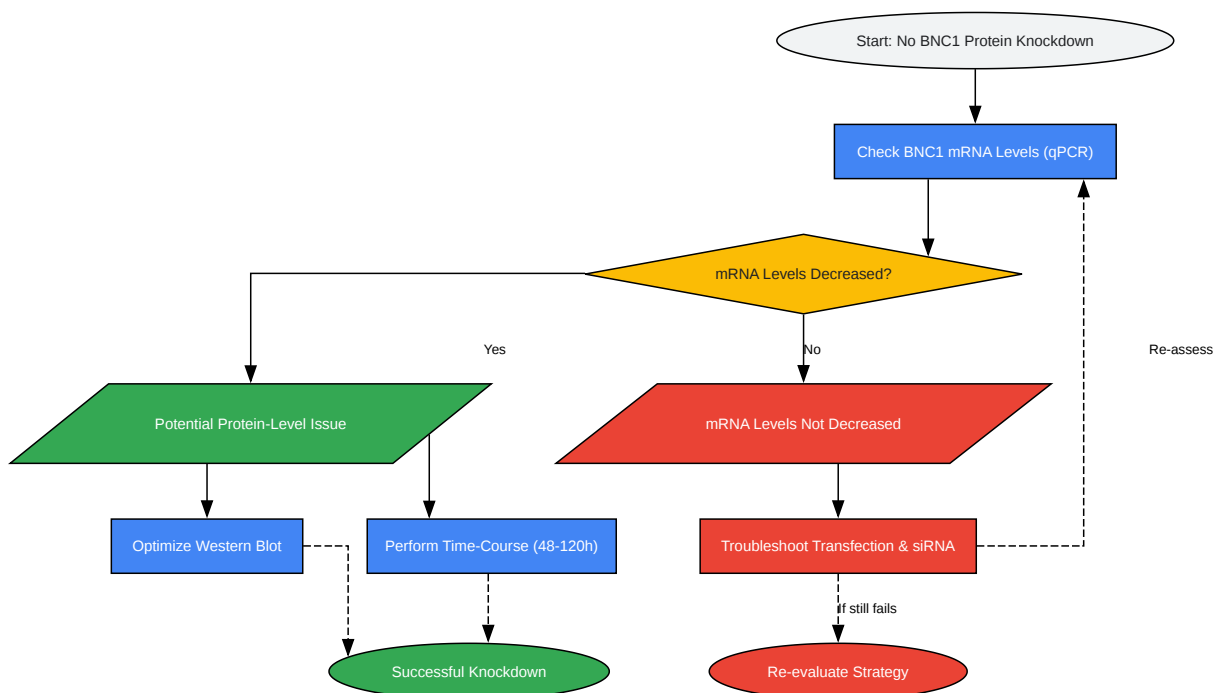 Start: No BNC1 Protein Knockdown
Check BNC1 mRNA Levels (qPCR)
mRNA Levels Decreased?
Yes
No
Re-assess
Potential Protein-Level Issue
mRNA Levels Not Decreased
Optimize Western Blot
Perform Time-Course (48-120h)
Troubleshoot Transfection & siRNA
If still fails
Successful Knockdown
Re-evaluate Strategy